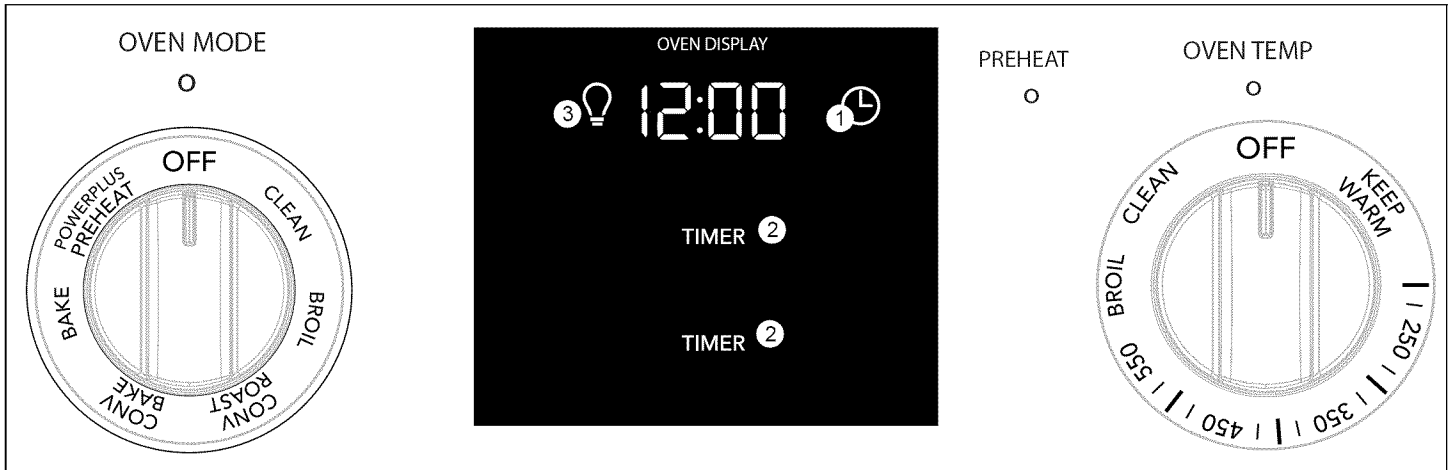 OVEN MODE
OFF
CLEAN
BROIL
CONV
ROAST
CONV
BAKE
BAKE
POWERPLUS
PREHEAT
OVEN DISPLAY
3
12:00
1
TIMER 2
TIMER 2
PREHEAT
OVEN TEMP
OFF
KEEP
WARM
250
350
450
550
BROIL
CLEAN